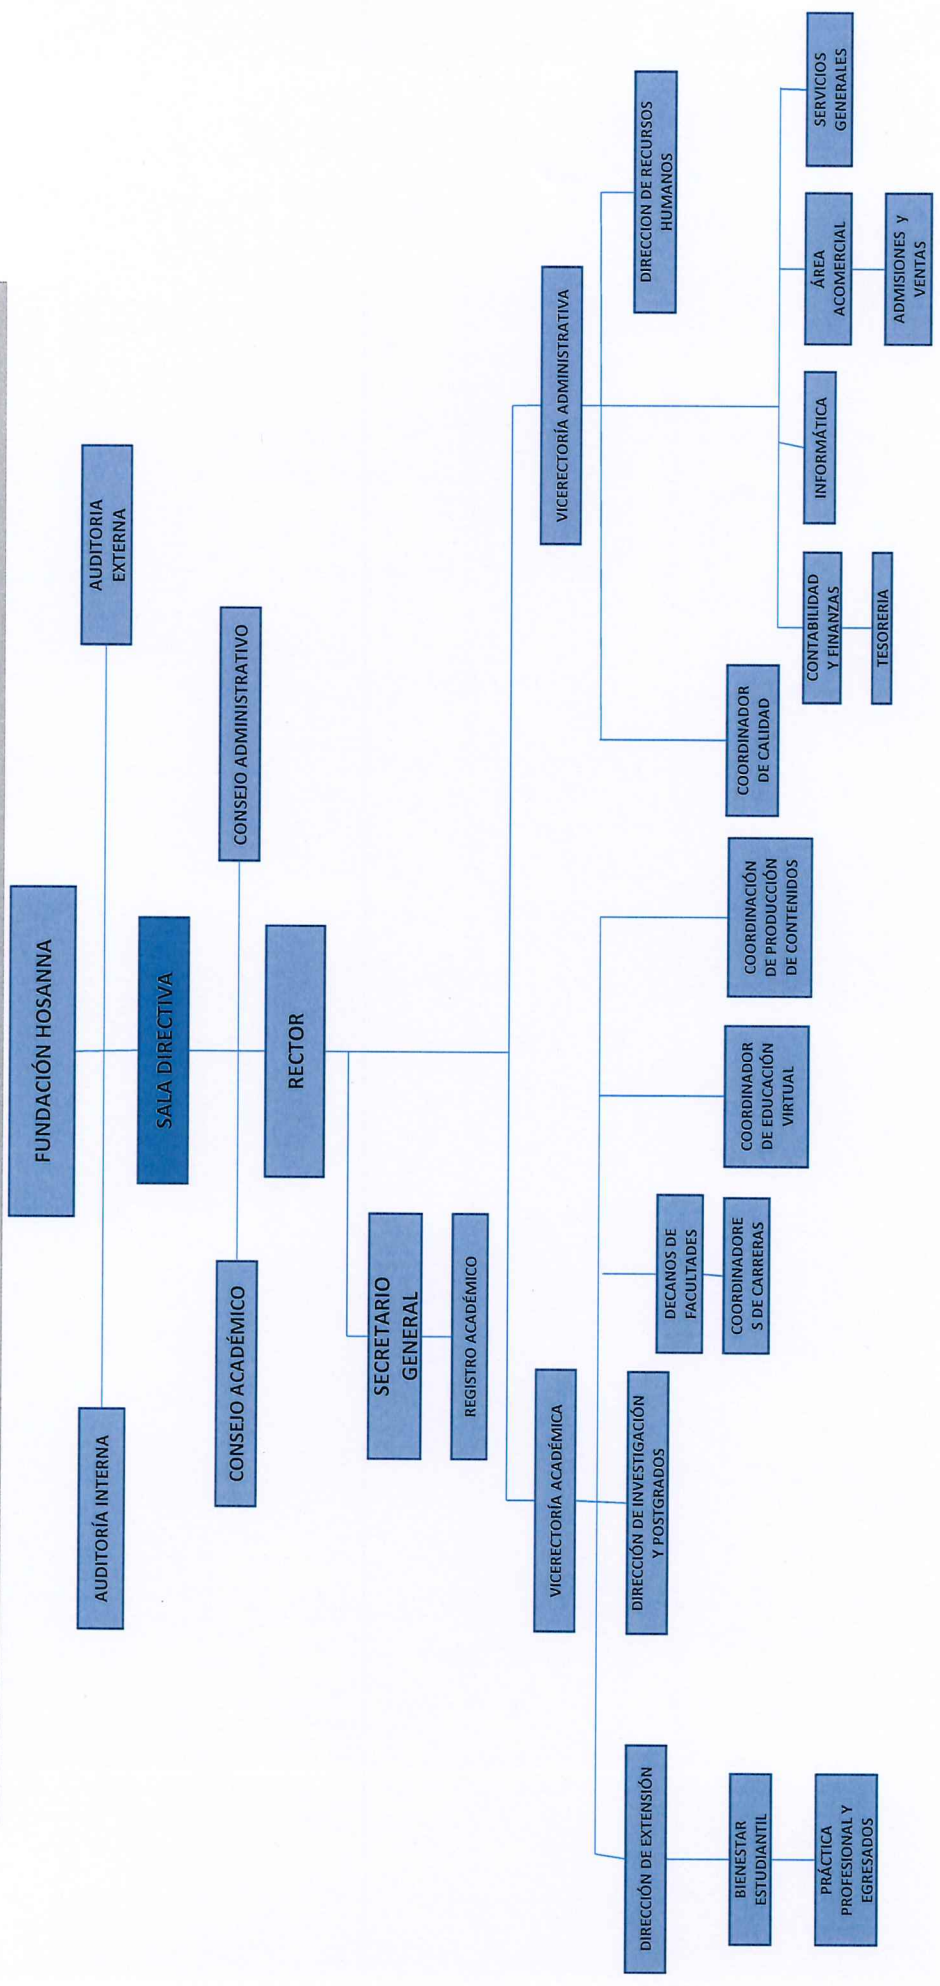 FUNDACIÓN HOSANNA
AUDITORÍA INTERNA
AUDITORIA
EXTERNA
SALA DIRECTIVA
CONSEJO ACADÉMICO
CONSEJO ADMINISTRATIVO
RECTOR
SECRETARIO
GENERAL
REGISTRO ACADÉMICO
VICERECTORÍA ACADÉMICA
VICERECTORÍA ADMINISTRATIVA
DIRECCIÓN DE EXTENSIÓN
BIENESTAR
ESTUDIANTIL
PRÁCTICA
PROFESIONAL Y
EGRESADOS
DIRECCIÓN DE INVESTIGACIÓN
Y POSTGRADOS
DECANOS DE
FACULTADES
COORDINADORE
S DE CARRERAS
COORDINADOR
DE EDUCACIÓN
VIRTUAL
COORDINACIÓN
DE PRODUCCIÓN
DE CONTENIDOS
COORDINADOR
DE CALIDAD
DIRECCION DE RECURSOS
HUMANOS
CONTABILIDAD
Y FINANZAS
TESORERIA
INFORMÁTICA
ÁREA
ACOMERCIAL
ADMISIONES y
VENTAS
SERVICIOS
GENERALES